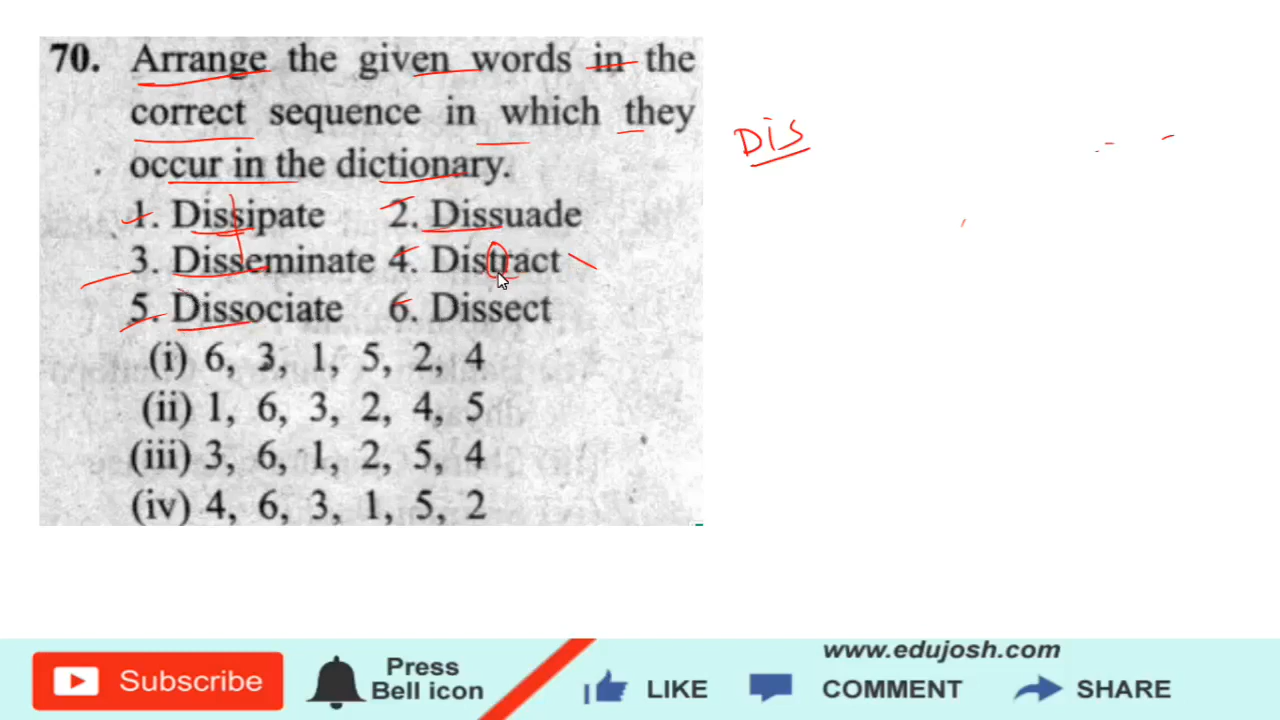 70. Arrange the given words in the
correct sequence in which they
occur in the dictionary.
1. Dissipate 2. Dissuade
3. Disseminate 4. Distract
5. Dissociate 6. Dissect
(i) 6, 3, 1, 5, 2, 4
(ii) 1, 6, 3, 2, 4, 5
(iii) 3, 6, 1, 2, 5, 4
(iv) 4, 6, 3, 1, 5, 2
Dis
Subscribe
Press
Bell icon
LIKE
www.edujosh.com
COMMENT
SHARE